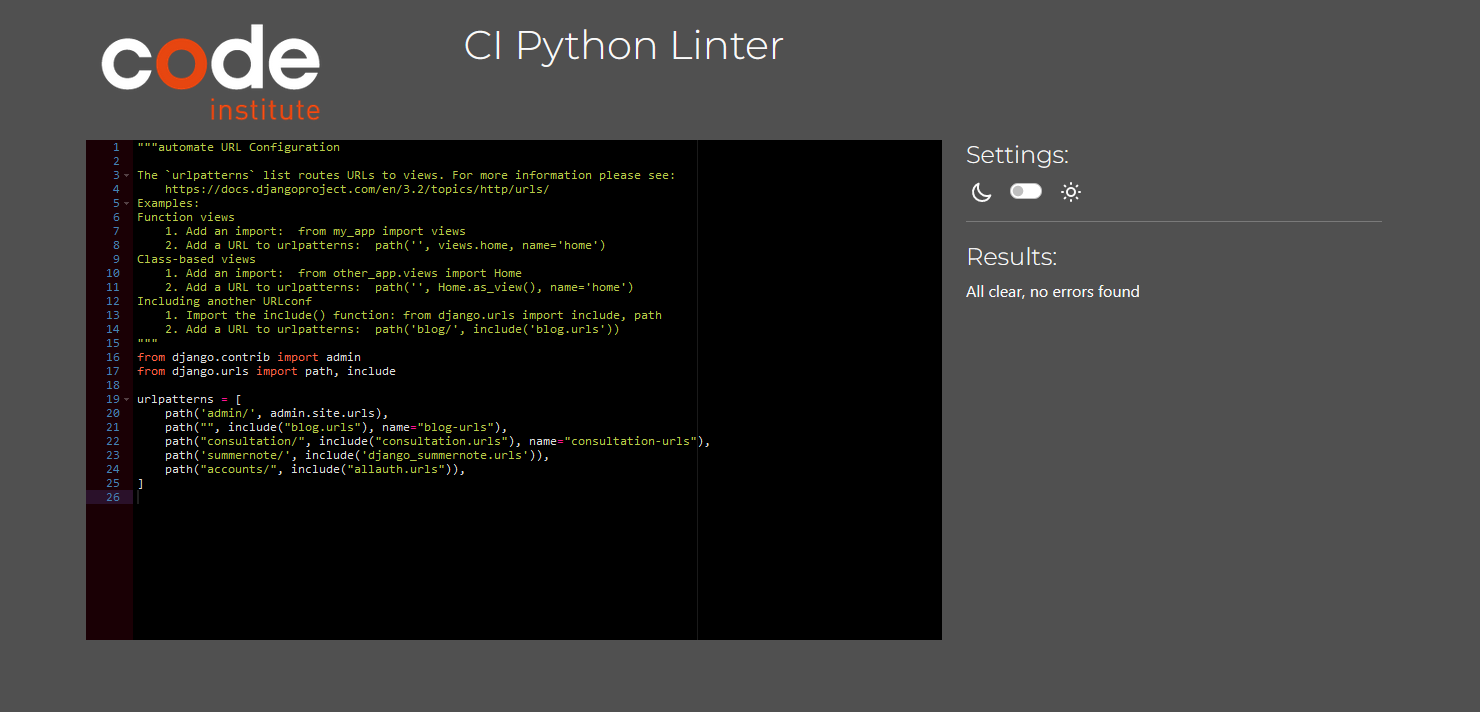 code
institute
CI Python Linter
1 """automate URL Configuration
2
3 The `urlpatterns` list routes URLs to views. For more information please see:
4     https://docs.djangoproject.com/en/3.2/topics/http/urls/
5 Examples:
6 Function views
7     1. Add an import:  from my_app import views
8     2. Add a URL to urlpatterns:  path('', views.home, name='home')
9 Class-based views
10     1. Add an import:  from other_app.views import Home
11     2. Add a URL to urlpatterns:  path('', Home.as_view(), name='home')
12 Including another URLconf
13     1. Import the include() function: from django.urls import include, path
14     2. Add a URL to urlpatterns:  path('blog/', include('blog.urls'))
15 """
16 from django.contrib import admin
17 from django.urls import path, include
18
19 urlpatterns = [
20     path('admin/', admin.site.urls),
21     path("", include("blog.urls"), name="blog-urls"),
22     path("consultation/", include("consultation.urls"), name="consultation-urls"),
23     path('summernote/', include('django_summernote.urls')),
24     path("accounts/", include("allauth.urls")),
25 ]
26
Settings:
Results:
All clear, no errors found